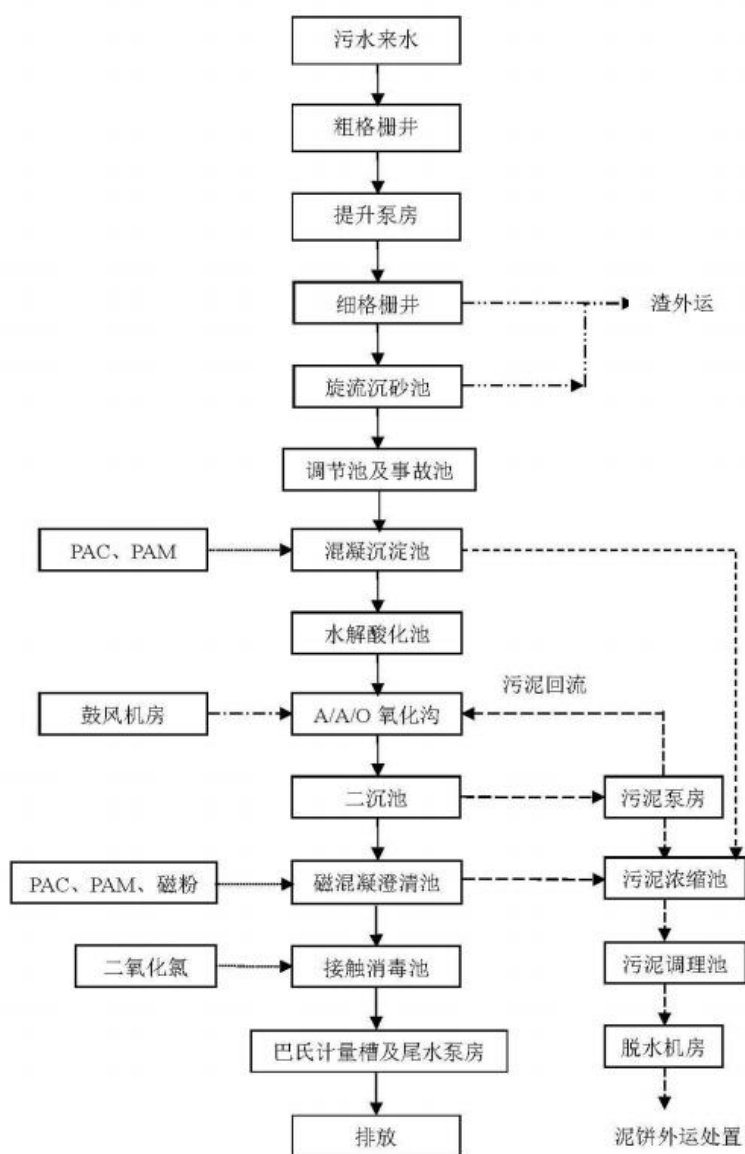 污水来水
粗格栅井
提升泵房
细格栅井
渣外运
旋流沉砂池
调节池及事故池
PAC、PAM
混凝沉淀池
水解酸化池
污泥回流
鼓风机房
A/A/O 氧化沟
二沉池
污泥泵房
PAC、PAM、磁粉
磁混凝澄清池
污泥浓缩池
二氧化氯
接触消毒池
污泥调理池
巴氏计量槽及尾水泵房
脱水机房
排放
泥饼外运处置